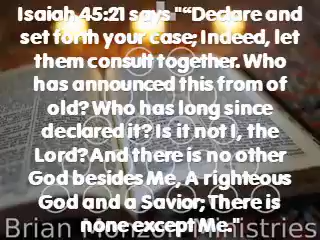 Isaiah 45:21 says "“Declare and
set forth your case; Indeed, let
them consult together. Who
has announced this from of
old? Who has long since
declared it? Is it not I, the
Lord? And there is no other
God besides Me, A righteous
God and a Savior; There is
none except Me."
Brian Monzon Ministries